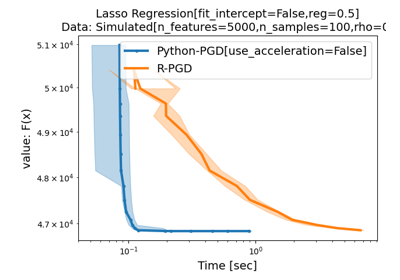 Lasso Regression[fit_intercept=False,reg=0.5]
Data: Simulated[n_features=5000,n_samples=100,rho=0
Python-PGD[use_acceleration=False]
R-PGD
value: F(x)
5.1 × 10⁴
5 × 10⁴
4.9 × 10⁴
4.8 × 10⁴
4.7 × 10⁴
10⁻¹
10⁰
Time [sec]